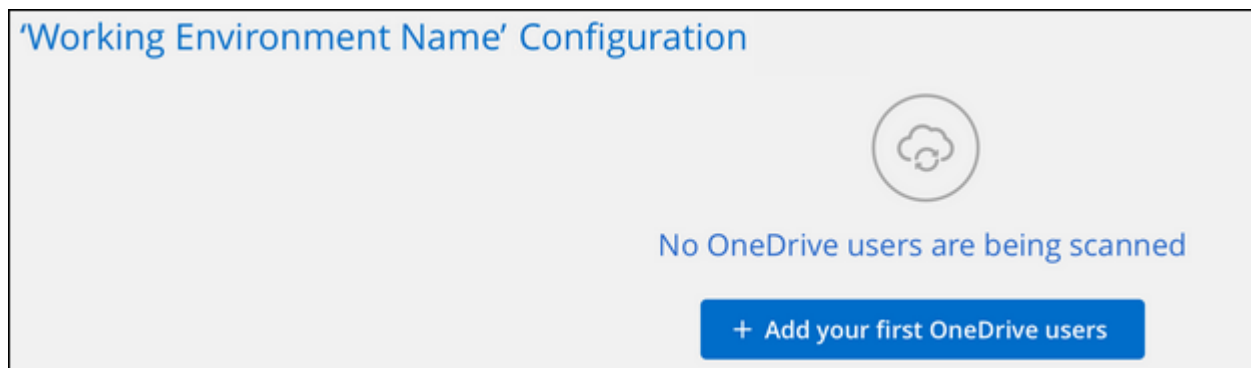 ‘Working Environment Name’ Configuration
No OneDrive users are being scanned
+ Add your first OneDrive users